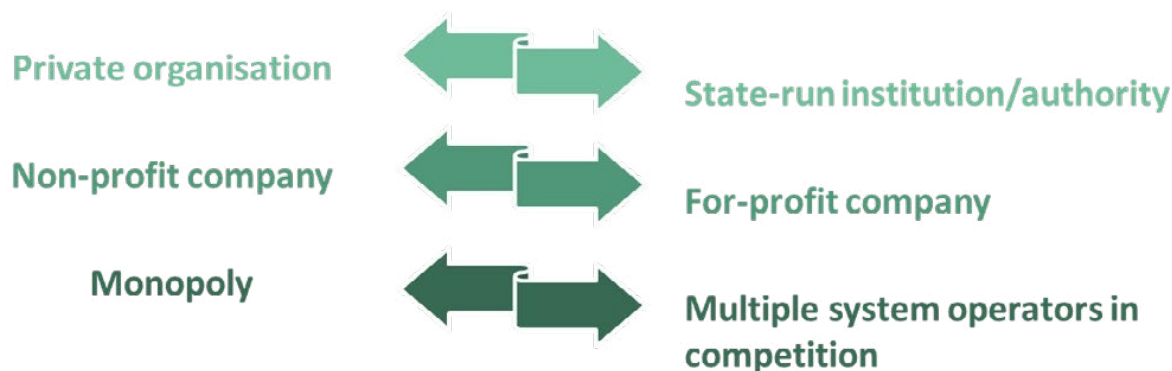 Private organisation
State-run institution/authority
Non-profit company
For-profit company
Monopoly
Multiple system operators in
competition